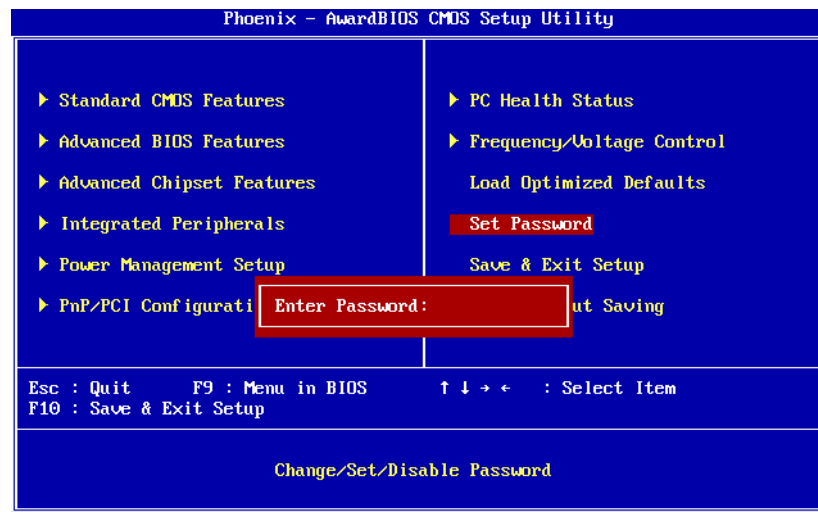 Phoenix - AwardBIOS CMOS Setup Utility
Standard CMOS Features
Advanced BIOS Features
Advanced Chipset Features
Integrated Peripherals
Power Management Setup
PnP/PCI Configurati
PC Health Status
Frequency/Voltage Control
Load Optimized Defaults
Set Password
Save & Exit Setup
ut Saving
Enter Password:
Esc : Quit F9 : Menu in BIOS ↑ ↓ → ← : Select Item
F10 : Save & Exit Setup
Change/Set/Disable Password